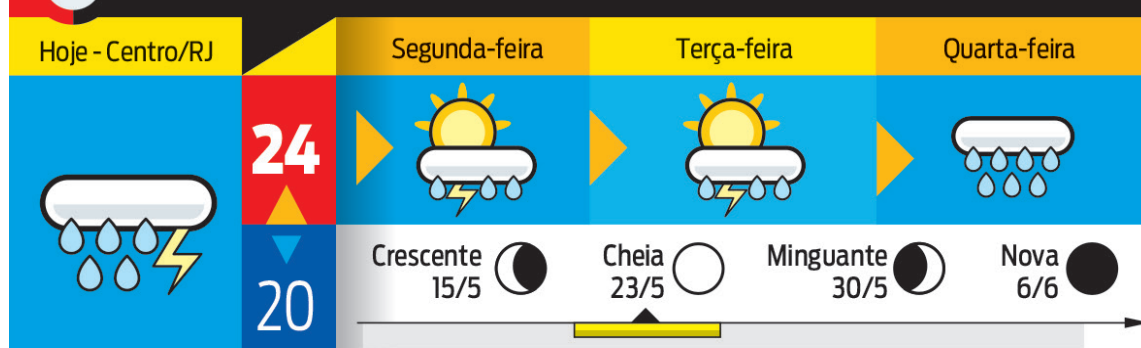 Hoje - Centro/RJ
Segunda-feira
Terça-feira
Quarta-feira
24
20
Crescente
15/5
Cheia
23/5
Minguante
30/5
Nova
6/6